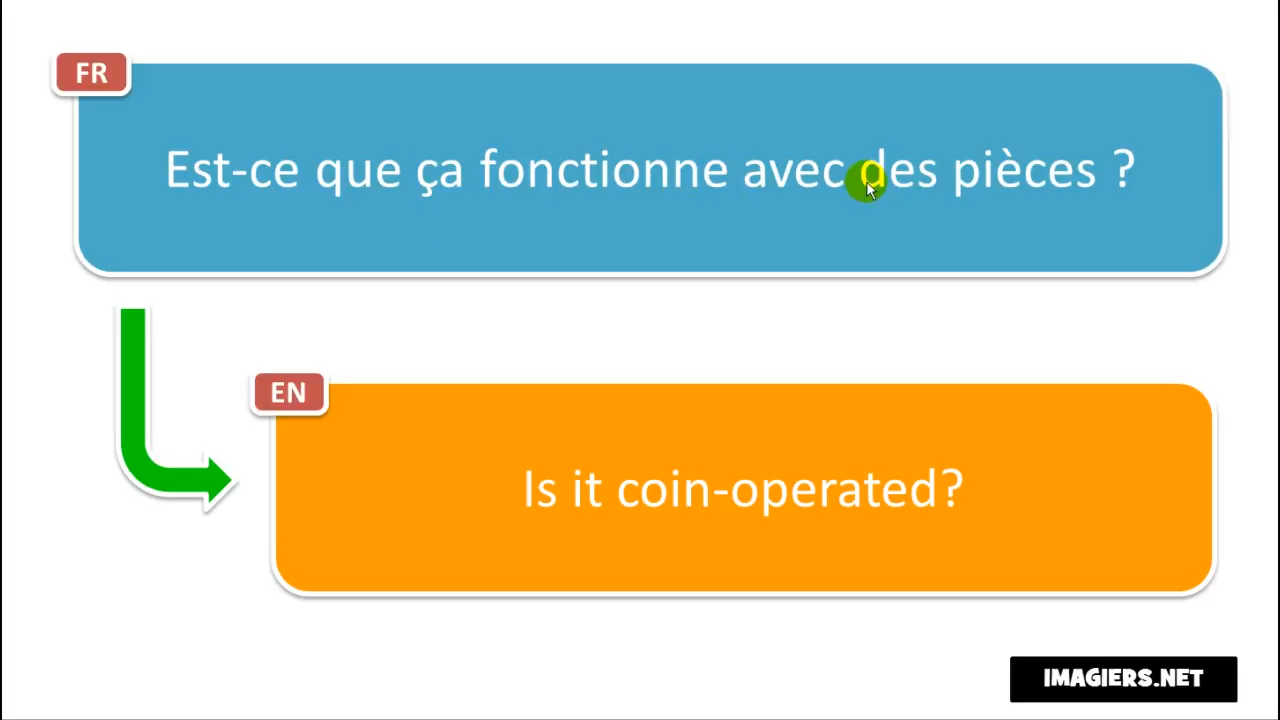 FR
Est-ce que ça fonctionne avec des pièces ?
EN
Is it coin-operated?
IMAGIERS.NET